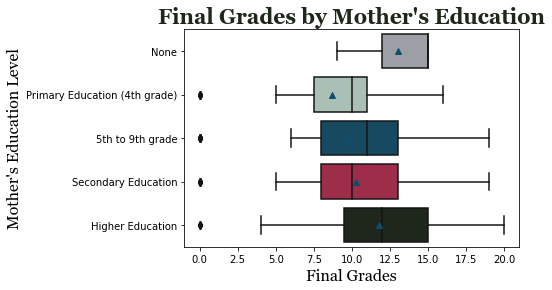 Final Grades by Mother's Education
Mother's Education Level
None
Primary Education (4th grade)
5th to 9th grade
Secondary Education
Higher Education
0.0 2.5 5.0 7.5 10.0 12.5 15.0 17.5 20.0
Final Grades